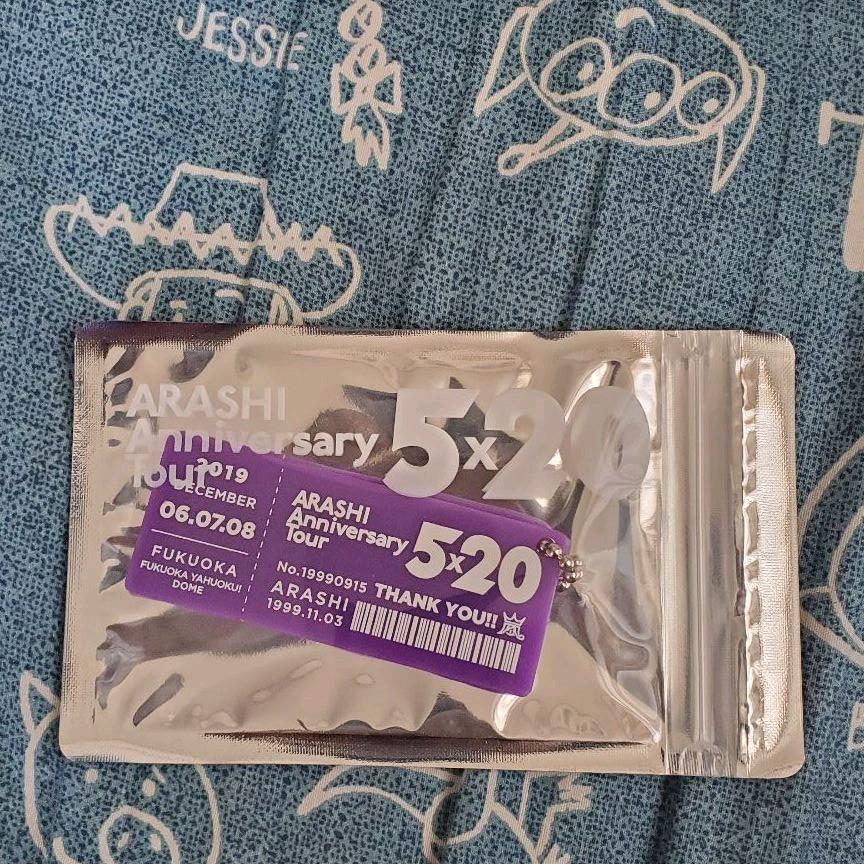 JESSIE
ARASHI
Anniversary
Tour
5x20
2019
DECEMBER
06.07.08
FUKUOKA
FUKUOKA YAHUOKU!
DOME
ARASHI
Anniversary
Tour
5x20
No.19990915 THANK YOU!!
ARASHI
1999.11.03
嵐